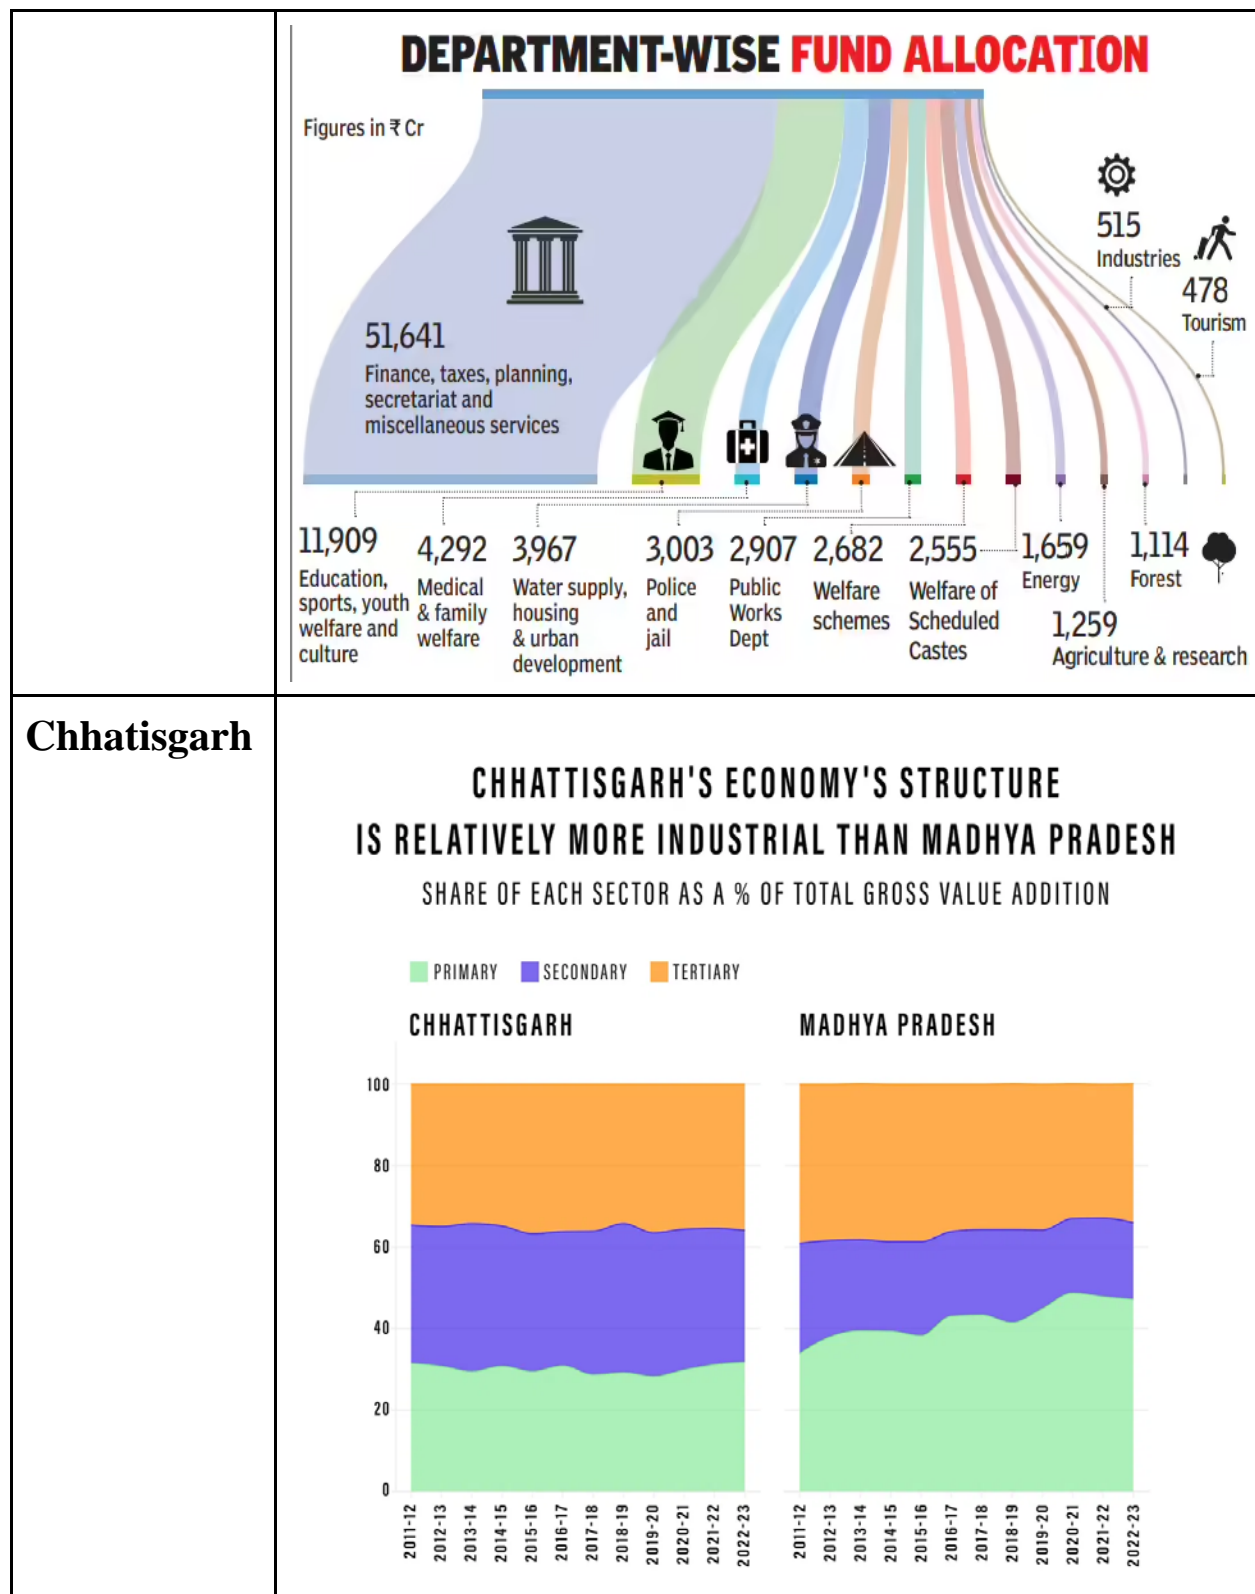 DEPARTMENT-WISE FUND ALLOCATION
Figures in ₹ Cr
51,641
Finance, taxes, planning,
secretariat and
miscellaneous services
515
Industries
478
Tourism
11,909
Education,
sports, youth
welfare and
culture
4,292
Medical
& family
welfare
3,967
Water supply,
housing
& urban
development
3,003
Police
and
jail
2,907
Public
Works
Dept
2,682
Welfare
schemes
2,555
Welfare of
Scheduled
Castes
1,659
Energy
1,259
Agriculture & research
1,114
Forest
Chhatisgarh
CHHATTISGARH'S ECONOMY'S STRUCTURE
IS RELATIVELY MORE INDUSTRIAL THAN MADHYA PRADESH
SHARE OF EACH SECTOR AS A % OF TOTAL GROSS VALUE ADDITION
PRIMARY SECONDARY TERTIARY
CHHATTISGARH
MADHYA PRADESH
100
80
60
40
20
0
2011-12
2012-13
2013-14
2014-15
2015-16
2016-17
2017-18
2018-19
2019-20
2020-21
2021-22
2022-23
2011-12
2012-13
2013-14
2014-15
2015-16
2016-17
2017-18
2018-19
2019-20
2020-21
2021-22
2022-23